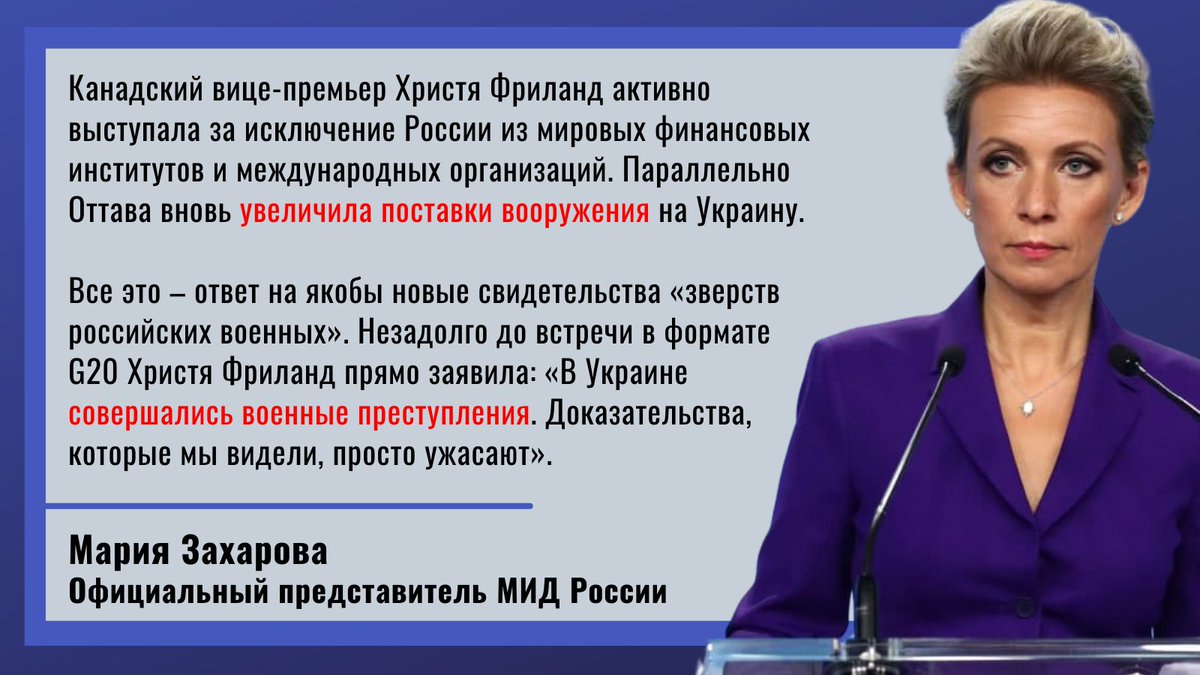 Канадский вице-премьер Христя Фриланд активно
выступала за исключение России из мировых финансовых
институтов и международных организаций. Параллельно
Оттава вновь увеличила поставки вооружения на Украину.
Все это – ответ на якобы новые свидетельства «зверств
российских военных». Незадолго до встречи в формате
G20 Христя Фриланд прямо заявила: «В Украине
совершались военные преступления. Доказательства,
которые мы видели, просто ужасают».
Мария Захарова
Официальный представитель МИД России